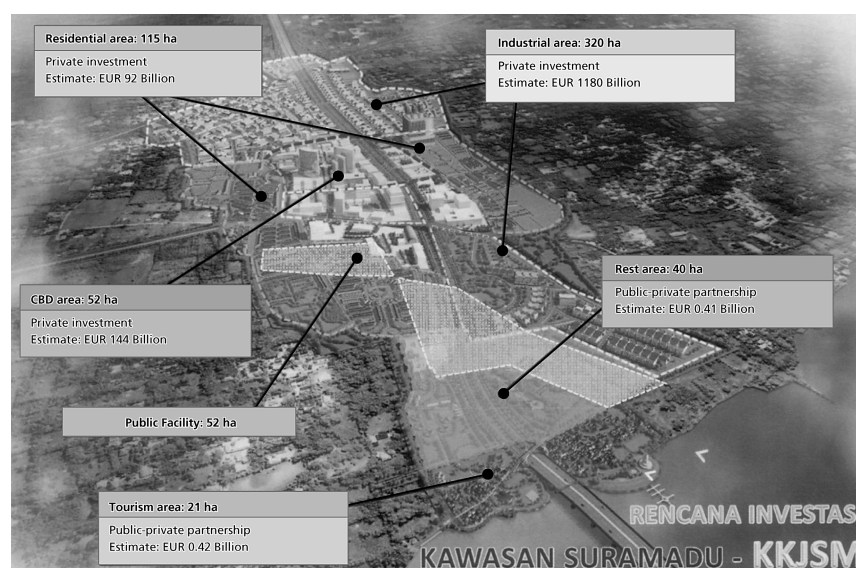 Residential area: 115 ha
Private investment
Estimate: EUR 92 Billion
Industrial area: 320 ha
Private investment
Estimate: EUR 1180 Billion
Rest area: 40 ha
Public-private partnership
Estimate: EUR 0.41 Billion
CBD area: 52 ha
Private investment
Estimate: EUR 144 Billion
Public Facility: 52 ha
Tourism area: 21 ha
Public-private partnership
Estimate: EUR 0.42 Billion
RENCANA INVESTAS
KAWASAN SURAMADU - KKJSM